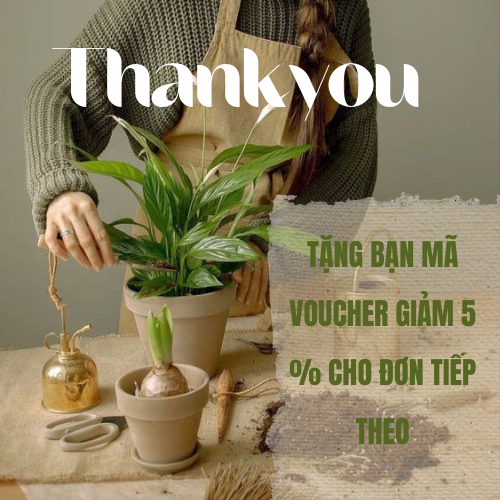 Thankyou
TẶNG BẠN MÃ
VOUCHER GIẢM 5
% CHO ĐƠN TIẾP
THEO